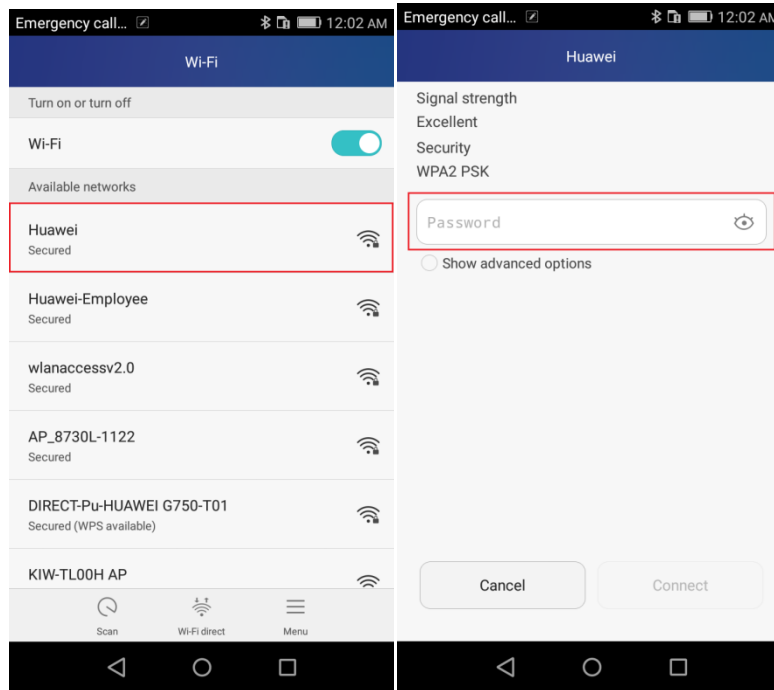 Emergency call...
12:02 AM
Wi-Fi
Turn on or turn off
Wi-Fi
Available networks
Huawei
Secured
Huawei-Employee
Secured
wlanaccessv2.0
Secured
AP_8730L-1122
Secured
DIRECT-Pu-HUAWEI G750-T01
Secured (WPS available)
KIW-TL00H AP
Scan
Wi-Fi direct
Menu
Emergency call...
12:02 AM
Huawei
Signal strength
Excellent
Security
WPA2 PSK
Password
Show advanced options
Cancel
Connect